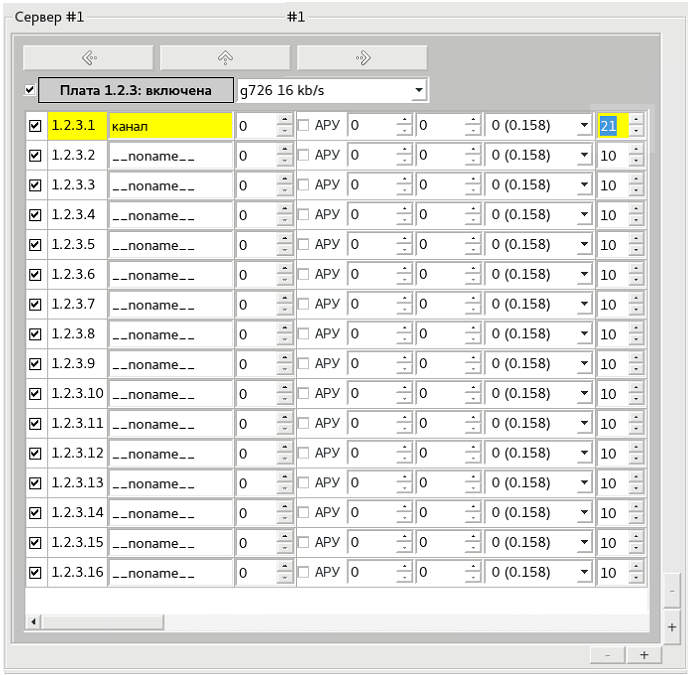 Сервер #1 #1
Плата 1.2.3: включена g726 16 kb/s
1.2.3.1 канал 0 АРУ 0 0 0 (0.158) 21
1.2.3.2 __noname__ 0 АРУ 0 0 0 (0.158) 10
1.2.3.3 __noname__ 0 АРУ 0 0 0 (0.158) 10
1.2.3.4 __noname__ 0 АРУ 0 0 0 (0.158) 10
1.2.3.5 __noname__ 0 АРУ 0 0 0 (0.158) 10
1.2.3.6 __noname__ 0 АРУ 0 0 0 (0.158) 10
1.2.3.7 __noname__ 0 АРУ 0 0 0 (0.158) 10
1.2.3.8 __noname__ 0 АРУ 0 0 0 (0.158) 10
1.2.3.9 __noname__ 0 АРУ 0 0 0 (0.158) 10
1.2.3.10 __noname__ 0 АРУ 0 0 0 (0.158) 10
1.2.3.11 __noname__ 0 АРУ 0 0 0 (0.158) 10
1.2.3.12 __noname__ 0 АРУ 0 0 0 (0.158) 10
1.2.3.13 __noname__ 0 АРУ 0 0 0 (0.158) 10
1.2.3.14 __noname__ 0 АРУ 0 0 0 (0.158) 10
1.2.3.15 __noname__ 0 АРУ 0 0 0 (0.158) 10
1.2.3.16 __noname__ 0 АРУ 0 0 0 (0.158) 10
-
+
- +